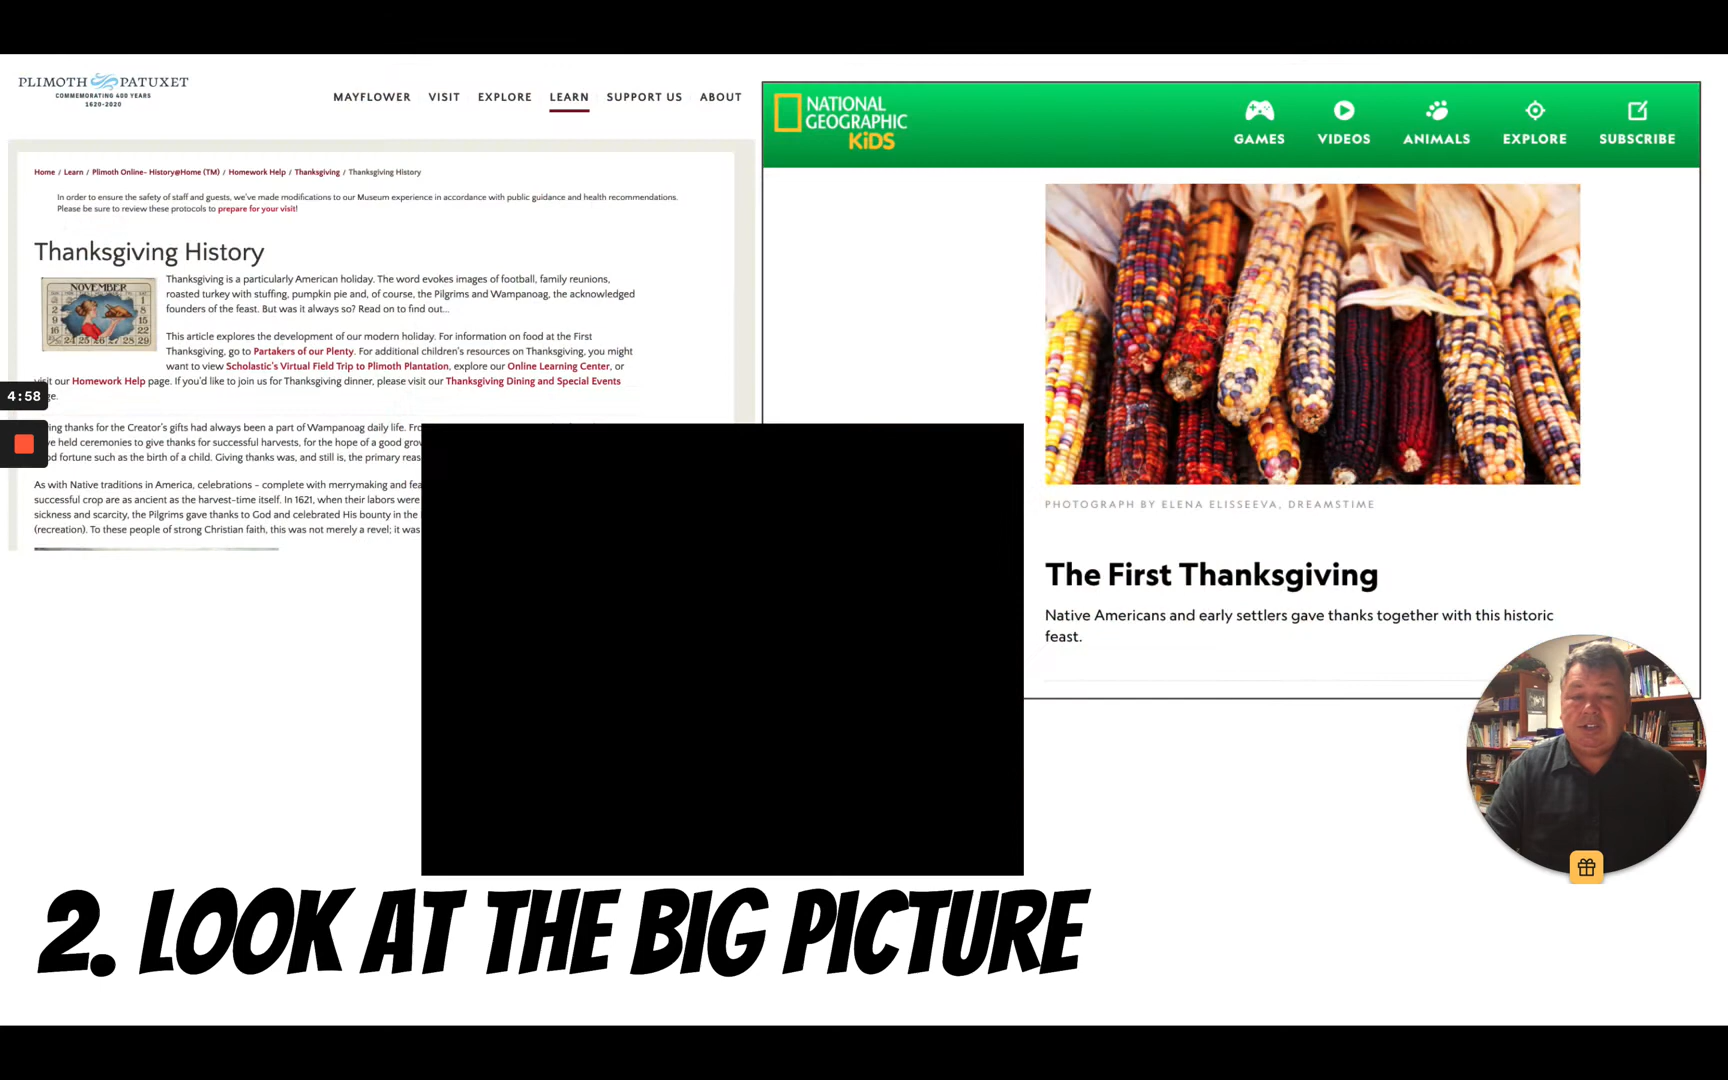 PLIMOTH PATUXET
COMMEMORATING 400 YEARS
1620-2020
MAYFLOWER VISIT EXPLORE LEARN SUPPORT US ABOUT
Home / Learn / Plimoth Online- History@Home (TM) / Homework Help / Thanksgiving / Thanksgiving History
In order to ensure the safety of staff and guests, we've made modifications to our Museum experience in accordance with public guidance and health recommendations.
Please be sure to review these protocols to prepare for your visit!
Thanksgiving History
NOVEMBER
Thanksgiving is a particularly American holiday. The word evokes images of football, family reunions,
roasted turkey with stuffing, pumpkin pie and, of course, the Pilgrims and Wampanoag, the acknowledged
founders of the feast. But was it always so? Read on to find out...
This article explores the development of our modern holiday. For information on food at the First
Thanksgiving, go to Partakers of our Plenty. For additional children's resources on Thanksgiving, you might
want to view Scholastic's Virtual Field Trip to Plimoth Plantation, explore our Online Learning Center, or
visit our Homework Help page. If you'd like to join us for Thanksgiving dinner, please visit our Thanksgiving Dining and Special Events
4:58
thanks for the Creator's gifts had always been a part of Wampanoag daily life.
held ceremonies to give thanks for successful harvests, for the hope of a good
fortune such as the birth of a child. Giving thanks was, and still is, the primary
As with Native traditions in America, celebrations - complete with merrymaking and
successful crop are as ancient as the harvest-time itself. In 1621, when their labors were
sickness and scarcity, the Pilgrims gave thanks to God and celebrated His bounty in the
(recreation). To these people of strong Christian faith, this was not merely a revel; it was
NATIONAL
GEOGRAPHIC
KiDS
GAMES VIDEOS ANIMALS EXPLORE SUBSCRIBE
PHOTOGRAPH BY ELENA ELISSEEVA, DREAMSTIME
The First Thanksgiving
Native Americans and early settlers gave thanks together with this historic
feast.
2. LOOK AT THE BIG PICTURE